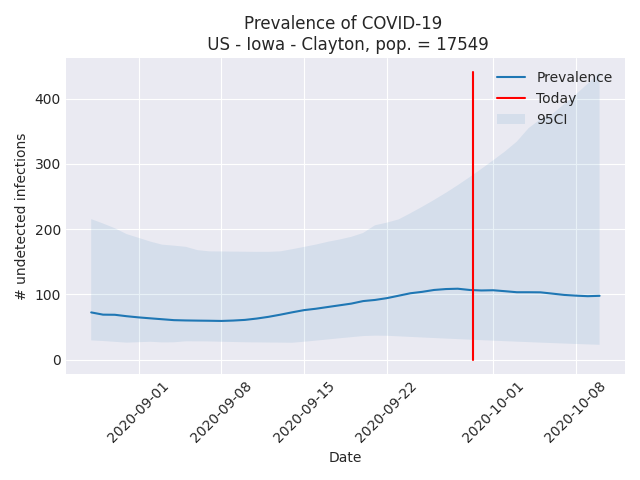 Prevalence of COVID-19
US - Iowa - Clayton, pop. = 17549
Prevalence
Today
95CI
400
300
200
100
0
# undetected infections
2020-09-01
2020-09-08
2020-09-15
2020-09-22
2020-10-01
2020-10-08
Date